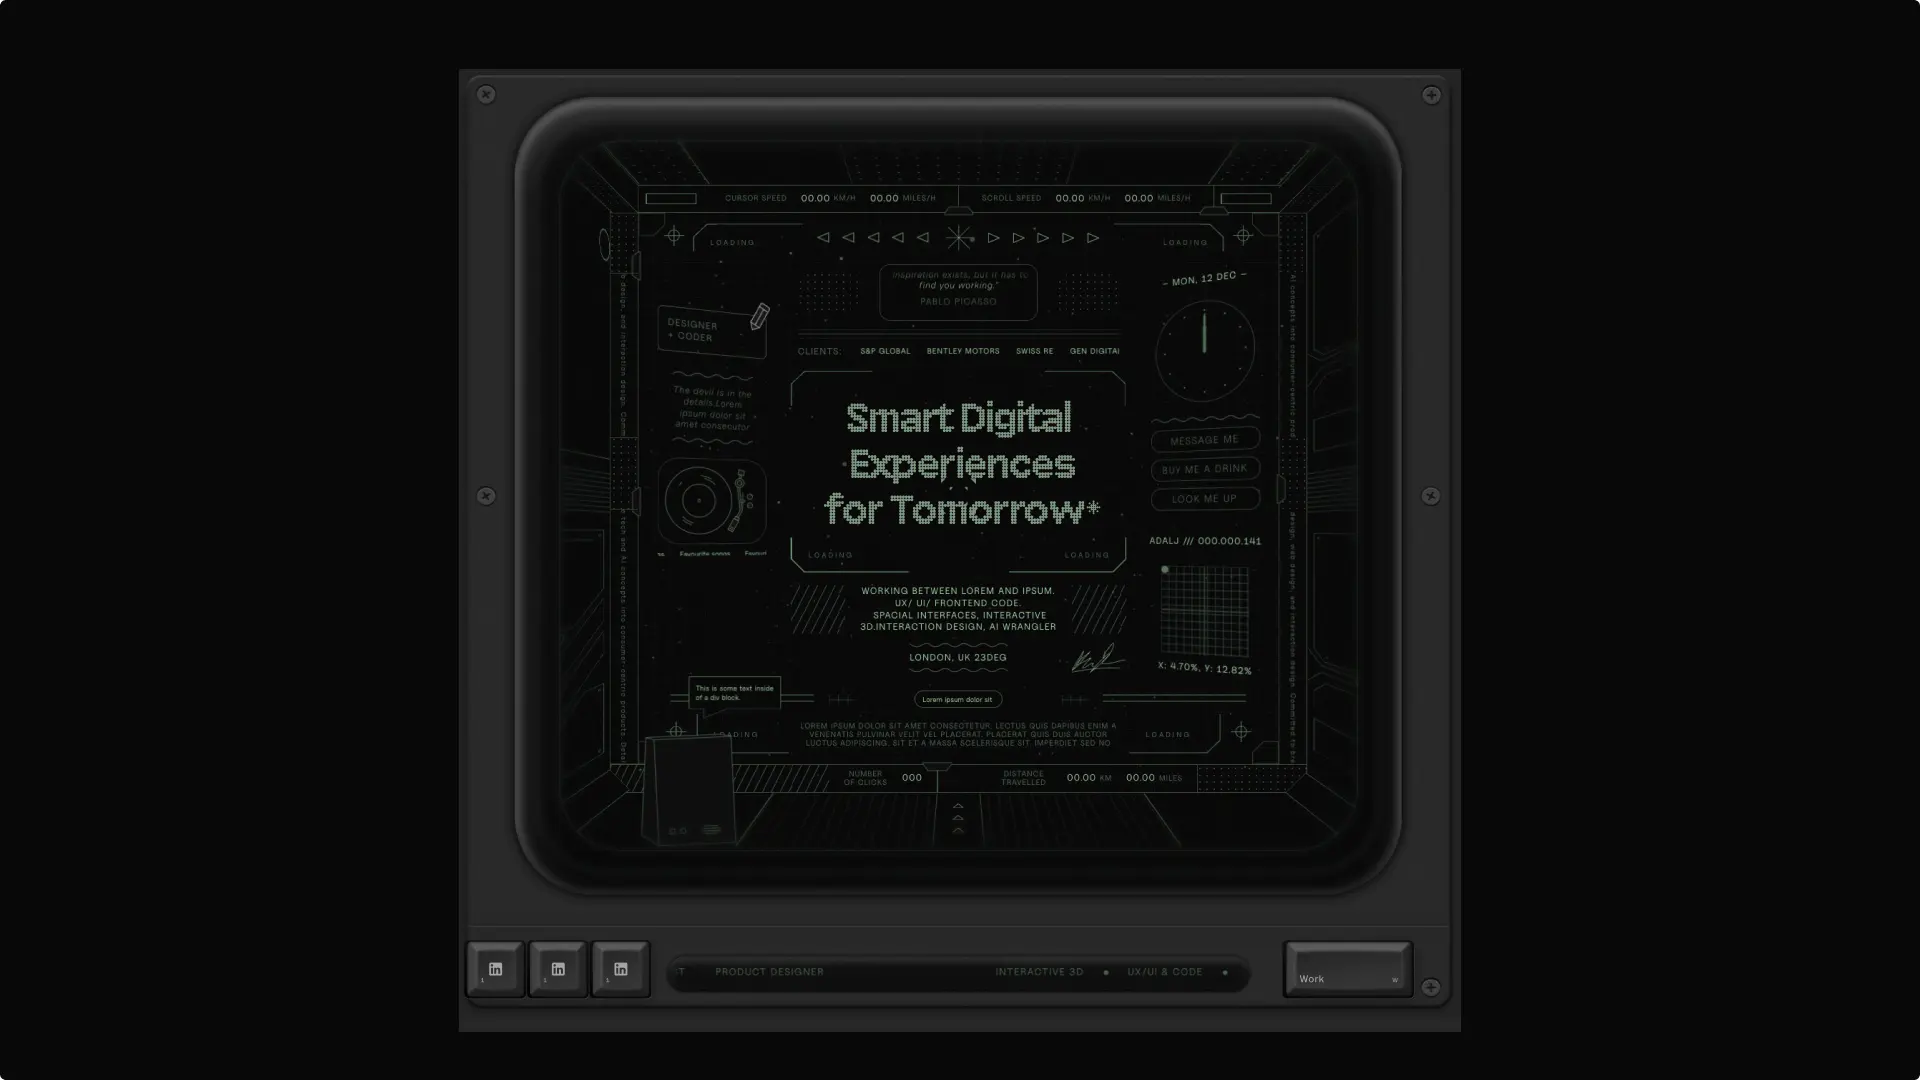 CURSOR SPEED 00.00 KM/H 00.00 MILES/H SCROLL SPEED 00.00 KM/H 00.00 MILES/H
LOADING
LOADING
Inspiration exists, but it has to
find you working."
PABLO PICASSO
– MON, 12 DEC –
DESIGNER
+ CODER
CLIENTS: S&P GLOBAL BENTLEY MOTORS SWISS RE GEN DIGITAL
The devil is in the
details.Lorem
ipsum dolor sit
amet consecutor
Smart Digital
Experiences
for Tomorrow*
MESSAGE ME
BUY ME A DRINK
LOOK ME UP
Favourite songs
LOADING
LOADING
ADALJ /// 000.000.141
WORKING BETWEEN LOREM AND IPSUM.
UX/ UI/ FRONTEND CODE.
SPACIAL INTERFACES, INTERACTIVE
3D.INTERACTION DESIGN, AI WRANGLER
LONDON, UK 23DEG
X: 4.70%, Y: 12.82%
This is some text inside
of a div block.
Lorem ipsum dolor sit
LOREM IPSUM DOLOR SIT AMET CONSECTETUR. LECTUS QUIS DAPIBUS ENIM A
VENENATIS PULVINAR VELIT VEL PLACERAT. PLACERAT QUIS DUIS AUCTOR
LUCTUS ADIPISCING. SIT ET A MASSA SCELERISQUE SIT. IMPERDIET SED NO
LOADING
LOADING
NUMBER
OF CLICKS
000
DISTANCE
TRAVELLED
00.00 KM 00.00 MILES
1
1
1
PRODUCT DESIGNER INTERACTIVE 3D • UX/UI & CODE •
Work
W